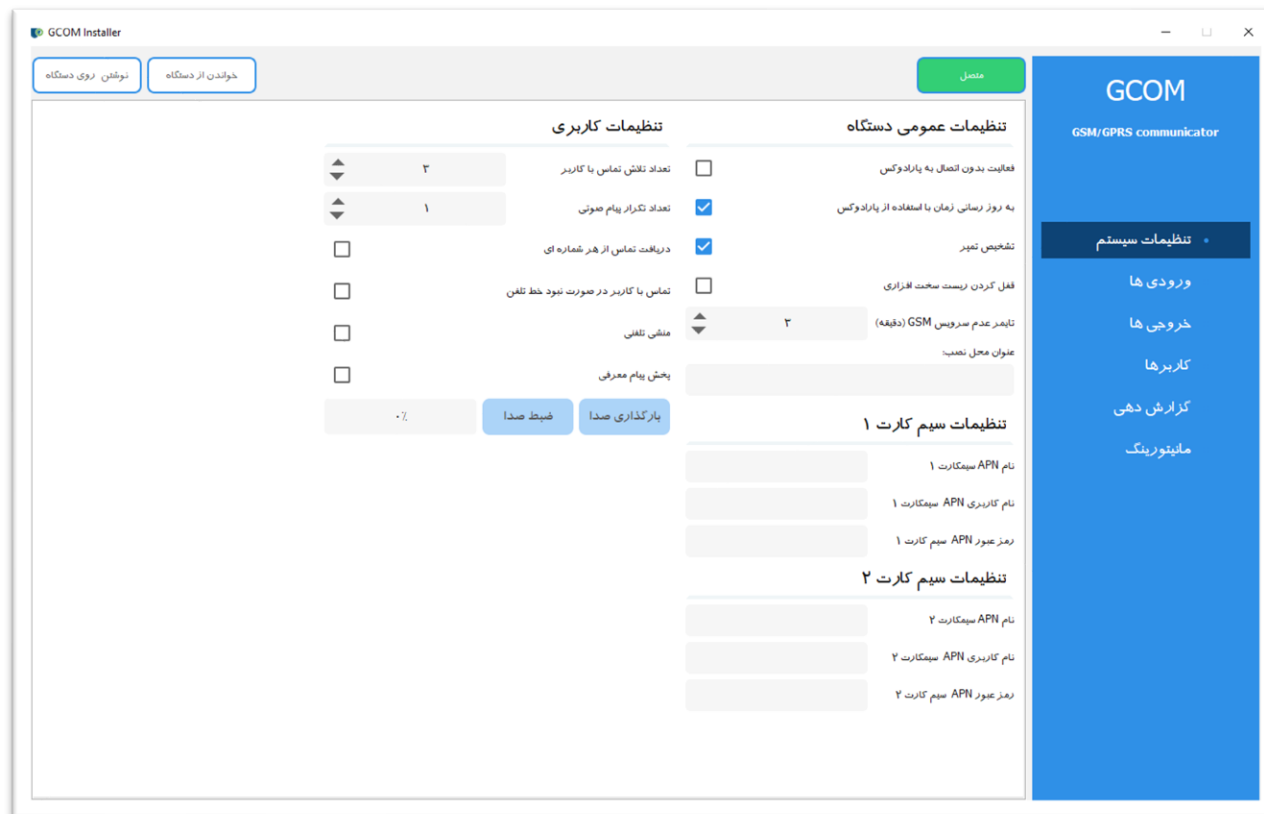 GCOM Installer
متصل
خواندن از دستگاه
نوشتن روی دستگاه
GCOM
GSM/GPRS communicator
تنظیمات سیستم
ورودی ها
خروجی ها
کاربرها
گزارش دهی
مانیتورینگ
تنظیمات عمومی دستگاه
فعالیت بدون اتصال به پارادوکس
به روز رسانی زمان با استفاده از پارادوکس
تشخیص تمپر
قفل کردن ریست سخت افزاری
تایمر عدم سرویس GSM (دقیقه)
۲
عنوان محل نصب:
تنظیمات سیم کارت ۱
نام APN سیمکارت ۱
نام کاربری APN سیمکارت ۱
رمز عبور APN سیم کارت ۱
تنظیمات سیم کارت ۲
نام APN سیمکارت ۲
نام کاربری APN سیمکارت ۲
رمز عبور APN سیم کارت ۲
تنظیمات کاربری
تعداد تلاش تماس با کاربر
۲
تعداد تکرار پیام صوتی
۱
دریافت تماس از هر شماره ای
تماس با کاربر در صورت نبود خط تلفن
منشی تلفنی
پخش پیام معرفی
بارگذاری صدا
ضبط صدا
۰٪